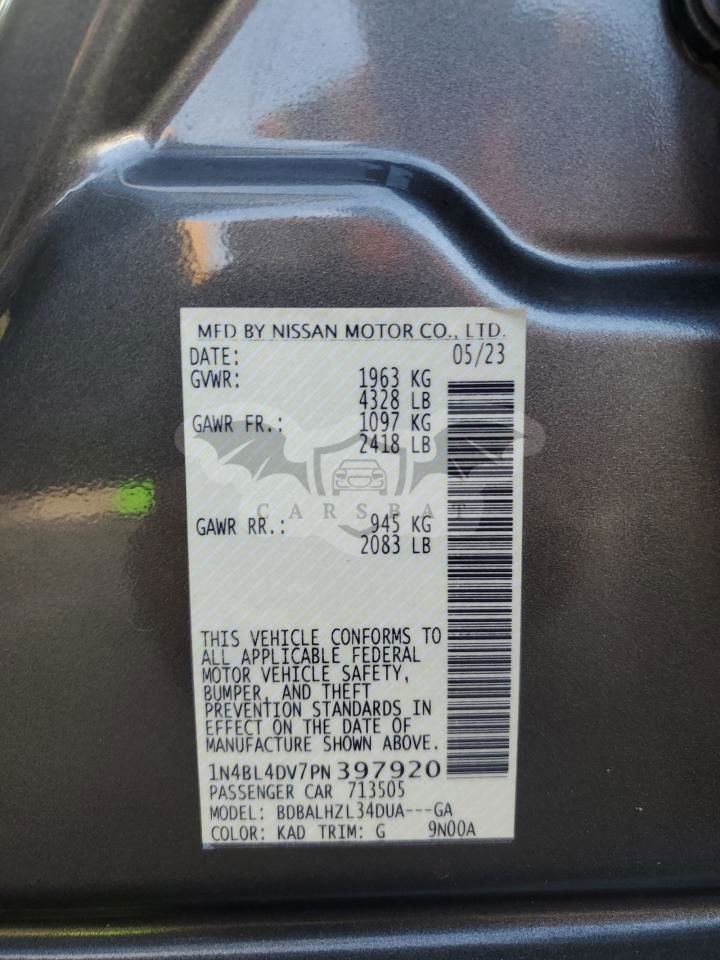 MFD BY NISSAN MOTOR CO., LTD.
DATE: 05/23
GVWR: 1963 KG
4328 LB
GAWR FR.: 1097 KG
2418 LB
CARSBAT
GAWR RR.: 945 KG
2083 LB
THIS VEHICLE CONFORMS TO
ALL APPLICABLE FEDERAL
MOTOR VEHICLE SAFETY,
BUMPER, AND THEFT
PREVENTION STANDARDS IN
EFFECT ON THE DATE OF
MANUFACTURE SHOWN ABOVE.
1N4BL4DV7PN397920
PASSENGER CAR 713505
MODEL: BDBALHZL34DUA---GA
COLOR: KAD TRIM: G 9N00A